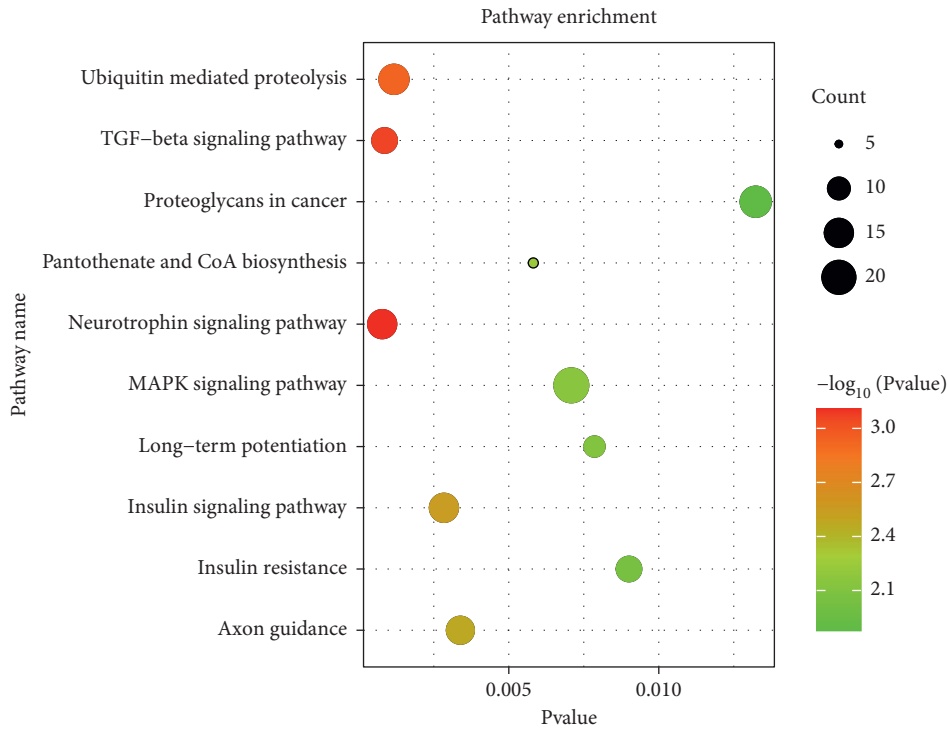 Pathway enrichment
Pathway name
Ubiquitin mediated proteolysis
TGF−beta signaling pathway
Proteoglycans in cancer
Pantothenate and CoA biosynthesis
Neurotrophin signaling pathway
MAPK signaling pathway
Long−term potentiation
Insulin signaling pathway
Insulin resistance
Axon guidance
0.005 0.010
Pvalue
Count
5
10
15
20
−log10 (Pvalue)
3.0
2.7
2.4
2.1